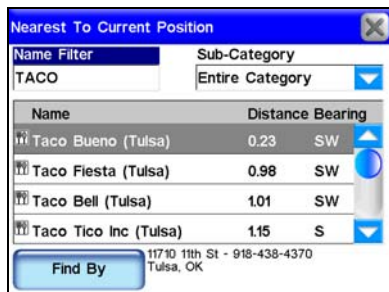 Nearest To Current Position
Name Filter Sub-Category
TACO Entire Category
Name Distance Bearing
Taco Bueno (Tulsa) 0.23 SW
Taco Fiesta (Tulsa) 0.98 SW
Taco Bell (Tulsa) 1.01 SW
Taco Tico Inc (Tulsa) 1.15 S
Find By
11710 11th St - 918-438-4370
Tulsa, OK